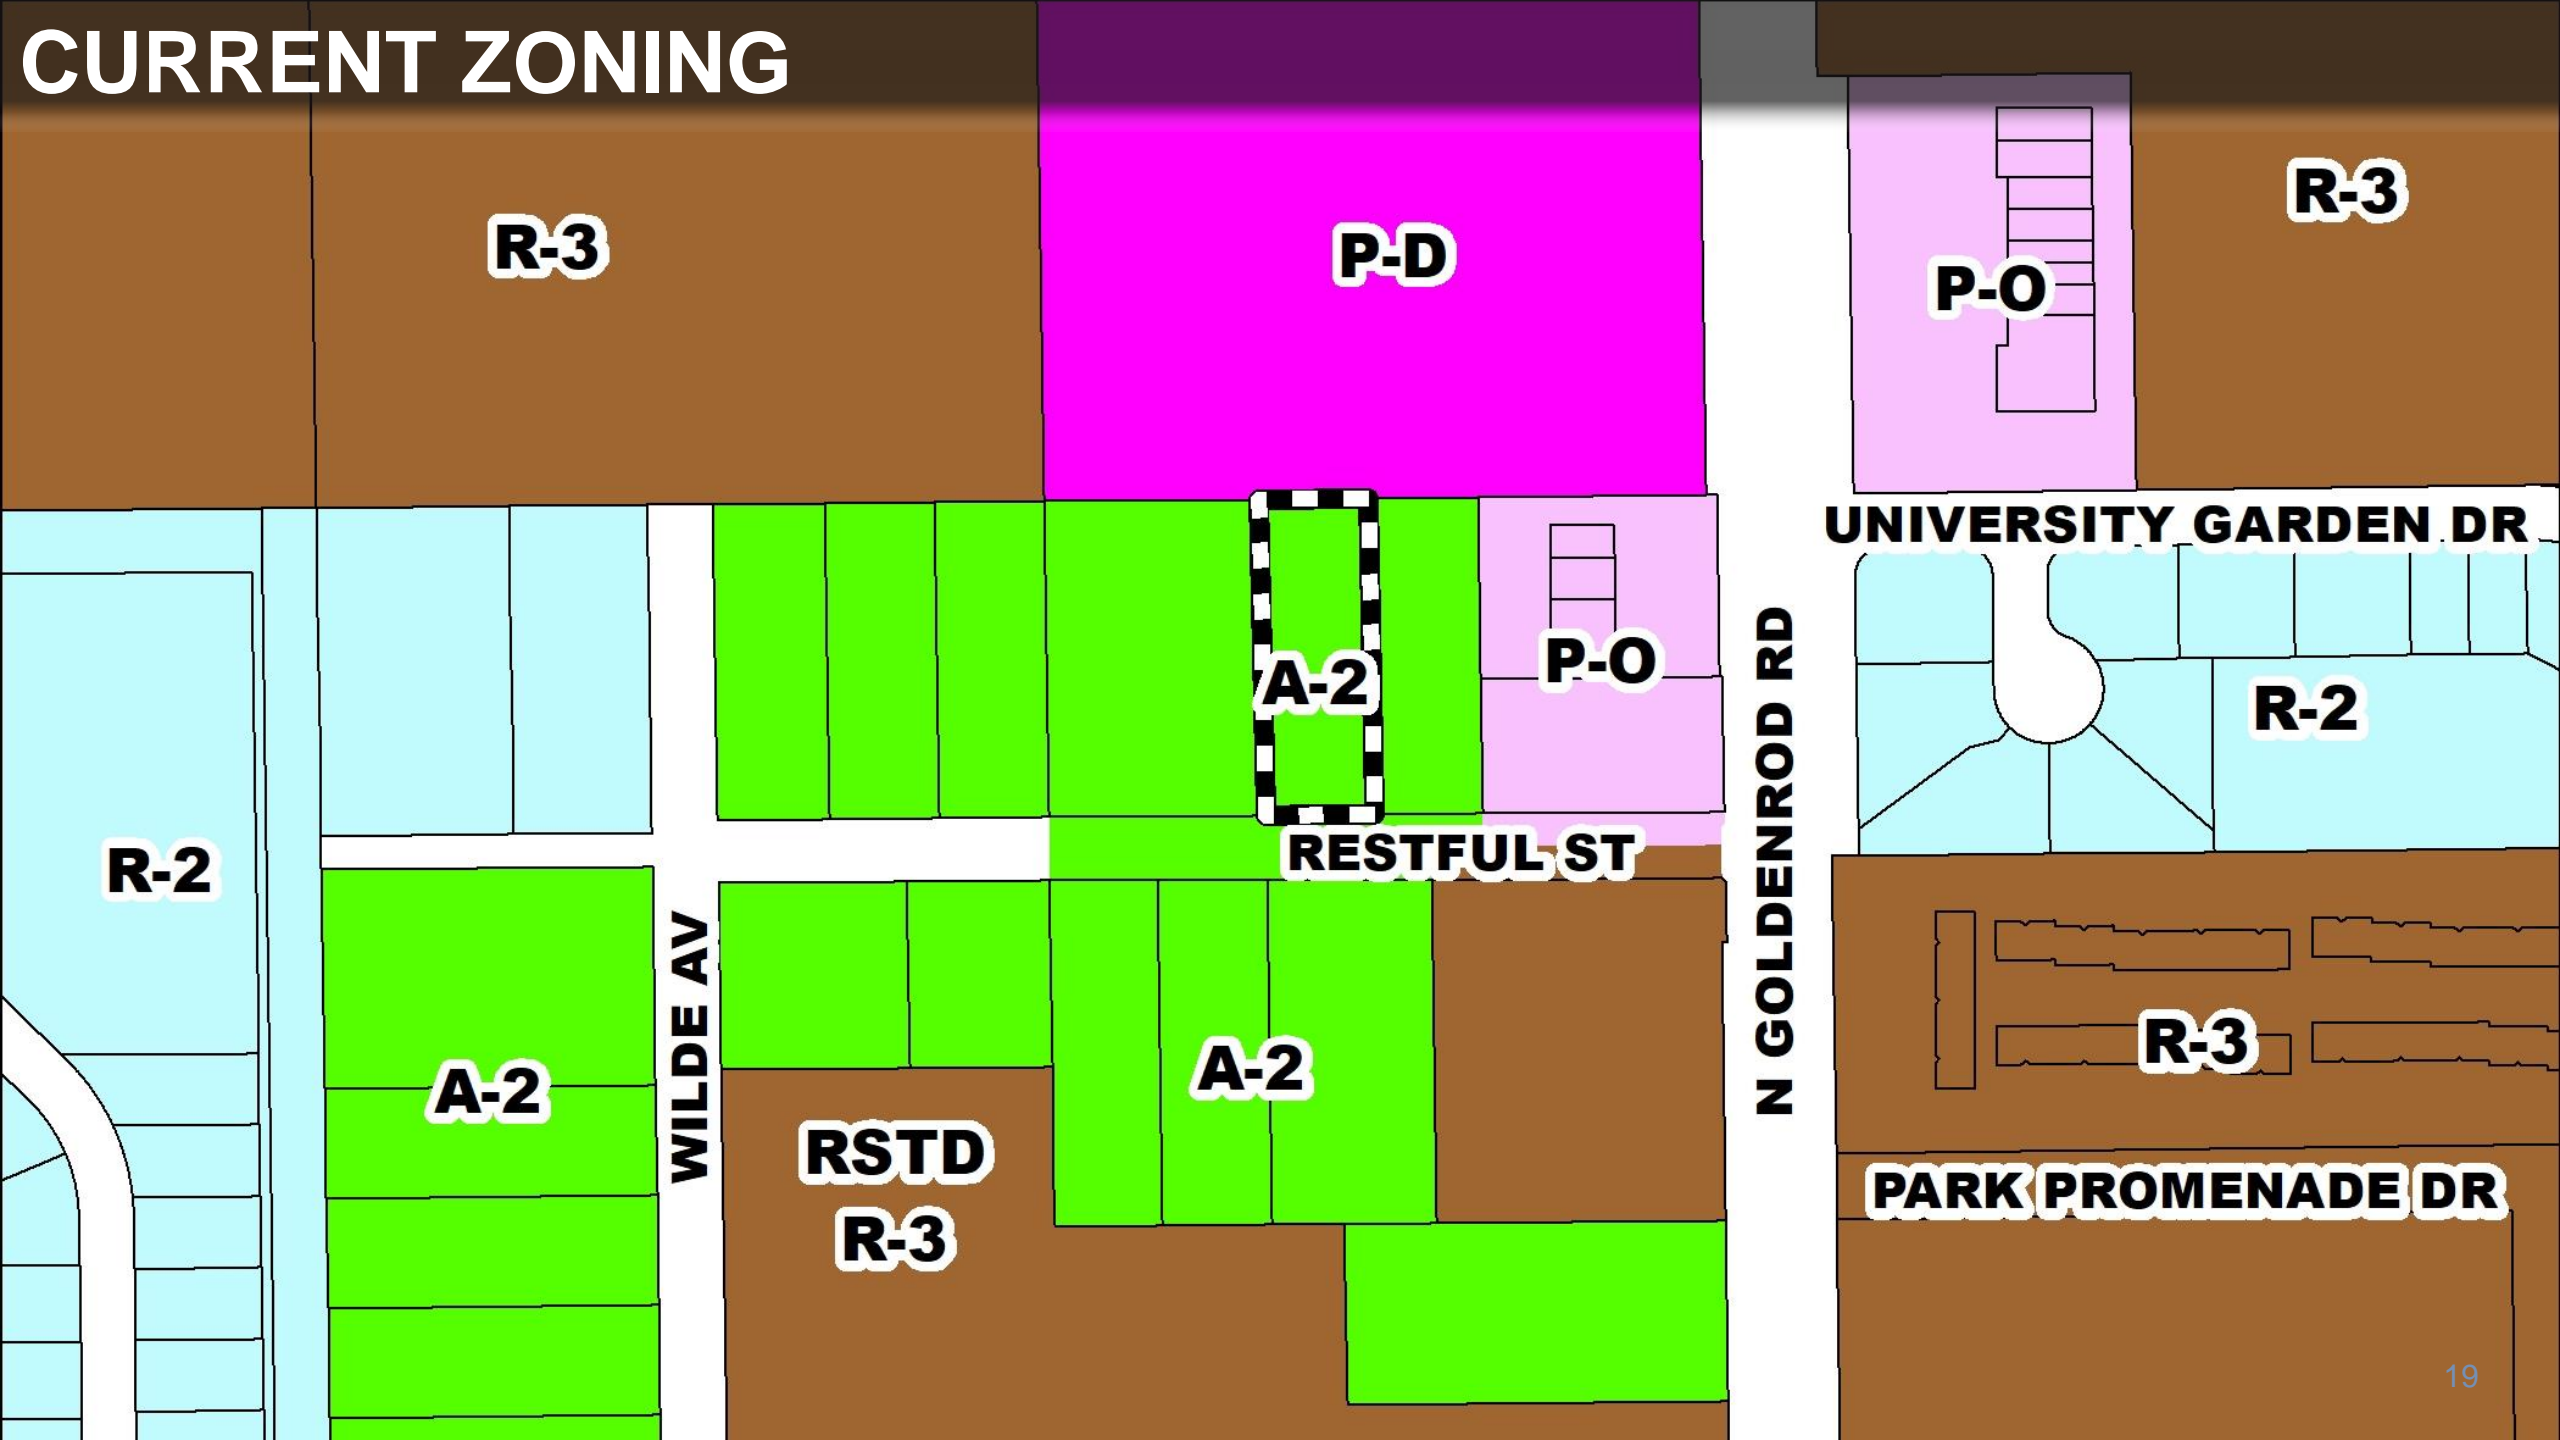 CURRENT ZONING
R-3
P-D
P-O
R-3
UNIVERSITY GARDEN DR
A-2
P-O
N GOLDENROD RD
R-2
R-2
RESTFUL ST
A-2
WILDE AV
A-2
R-3
RSTD
R-3
PARK PROMENADE DR
19